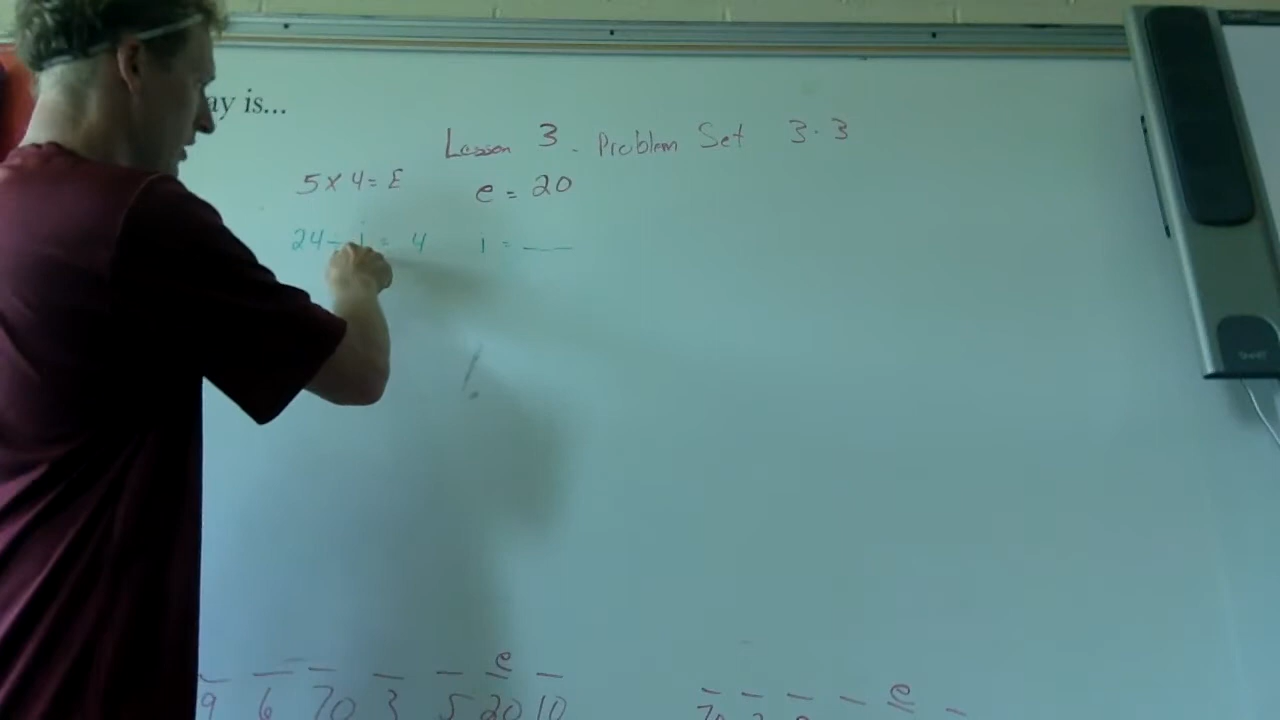 ay is...
Lesson 3. Problem Set 3.3
5 x 4 = E e = 20
24 i = 4 i = __
e
9 6 70 3 5 20 10
e